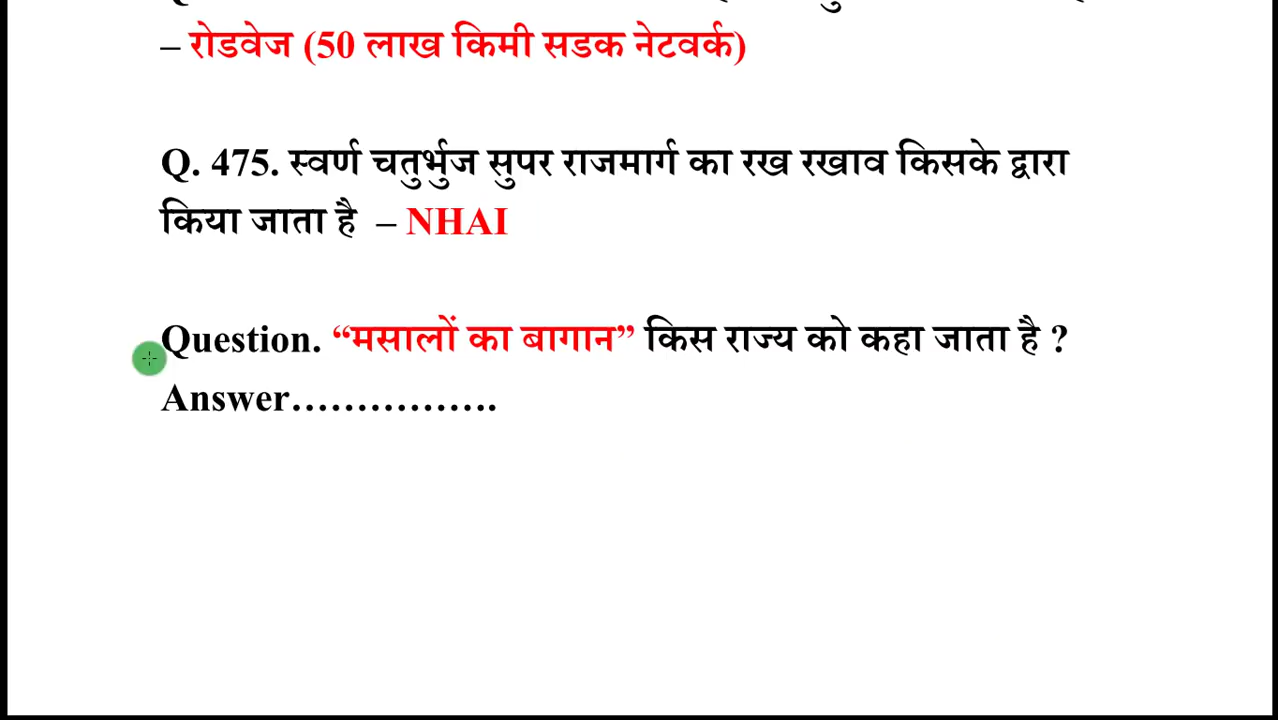 – रोडवेज (50 लाख किमी सडक नेटवर्क)
Q. 475. स्वर्ण चतुर्भुज सुपर राजमार्ग का रख रखाव किसके द्वारा
किया जाता है – NHAI
Question. “मसालों का बागान” किस राज्य को कहा जाता है ?
Answer…………….